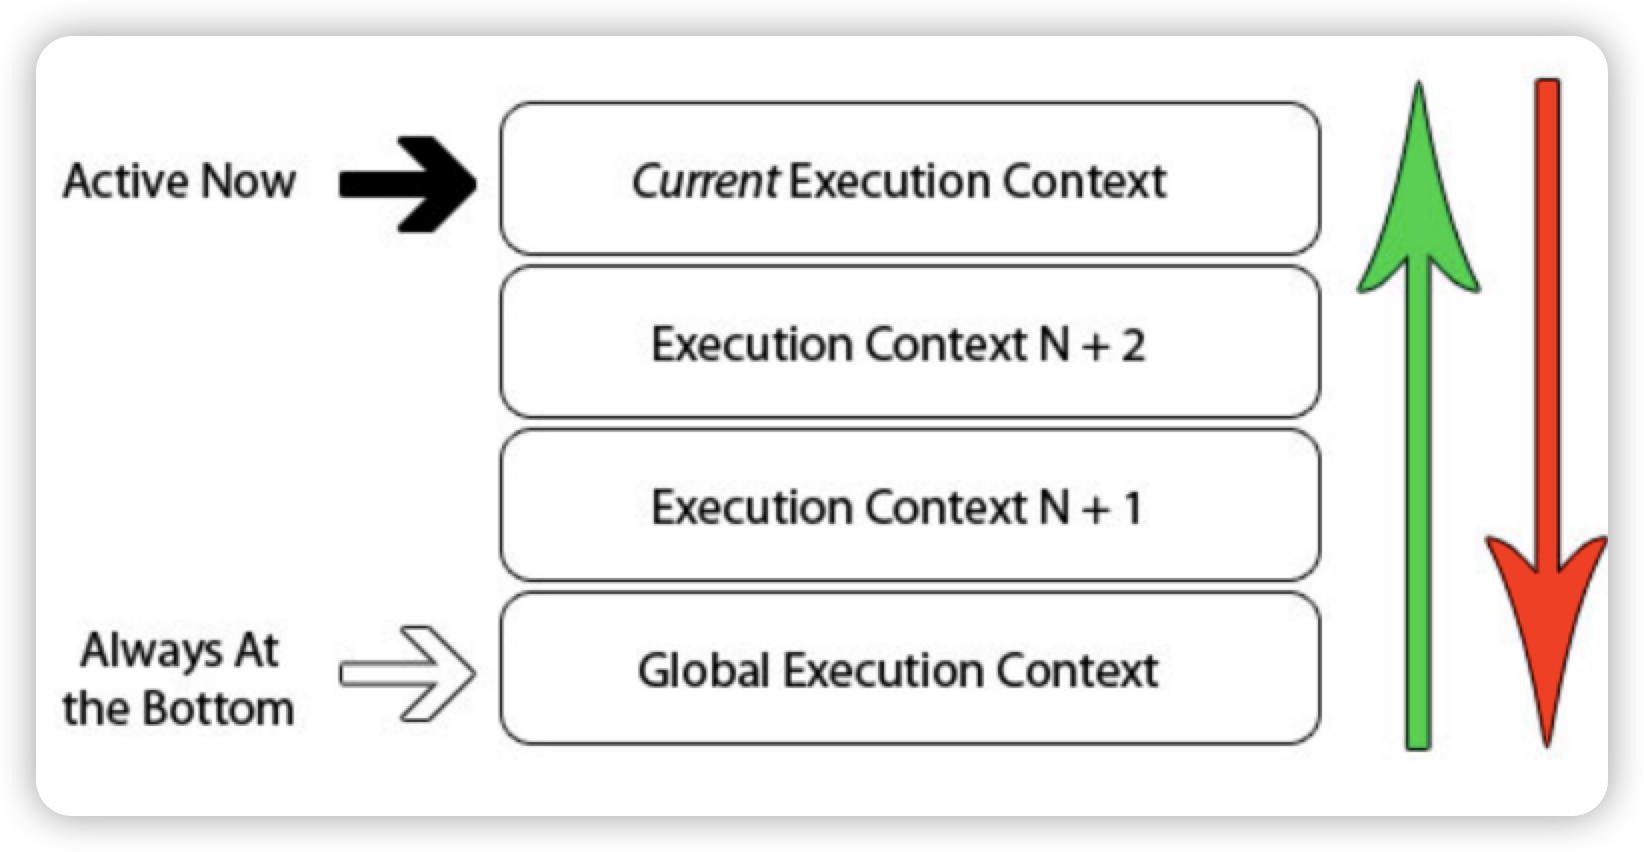 Active Now
Current Execution Context
Execution Context N + 2
Execution Context N + 1
Always At
the Bottom
Global Execution Context